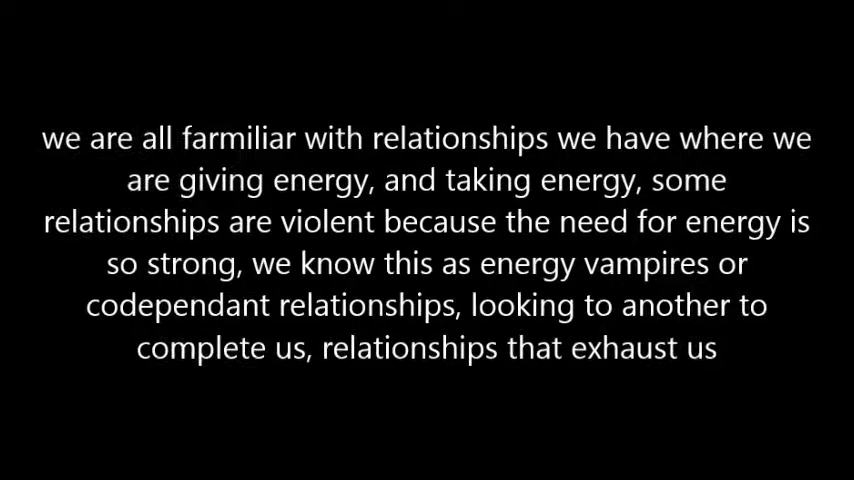 we are all farmiliar with relationships we have where we
are giving energy, and taking energy, some
relationships are violent because the need for energy is
so strong, we know this as energy vampires or
codependant relationships, looking to another to
complete us, relationships that exhaust us